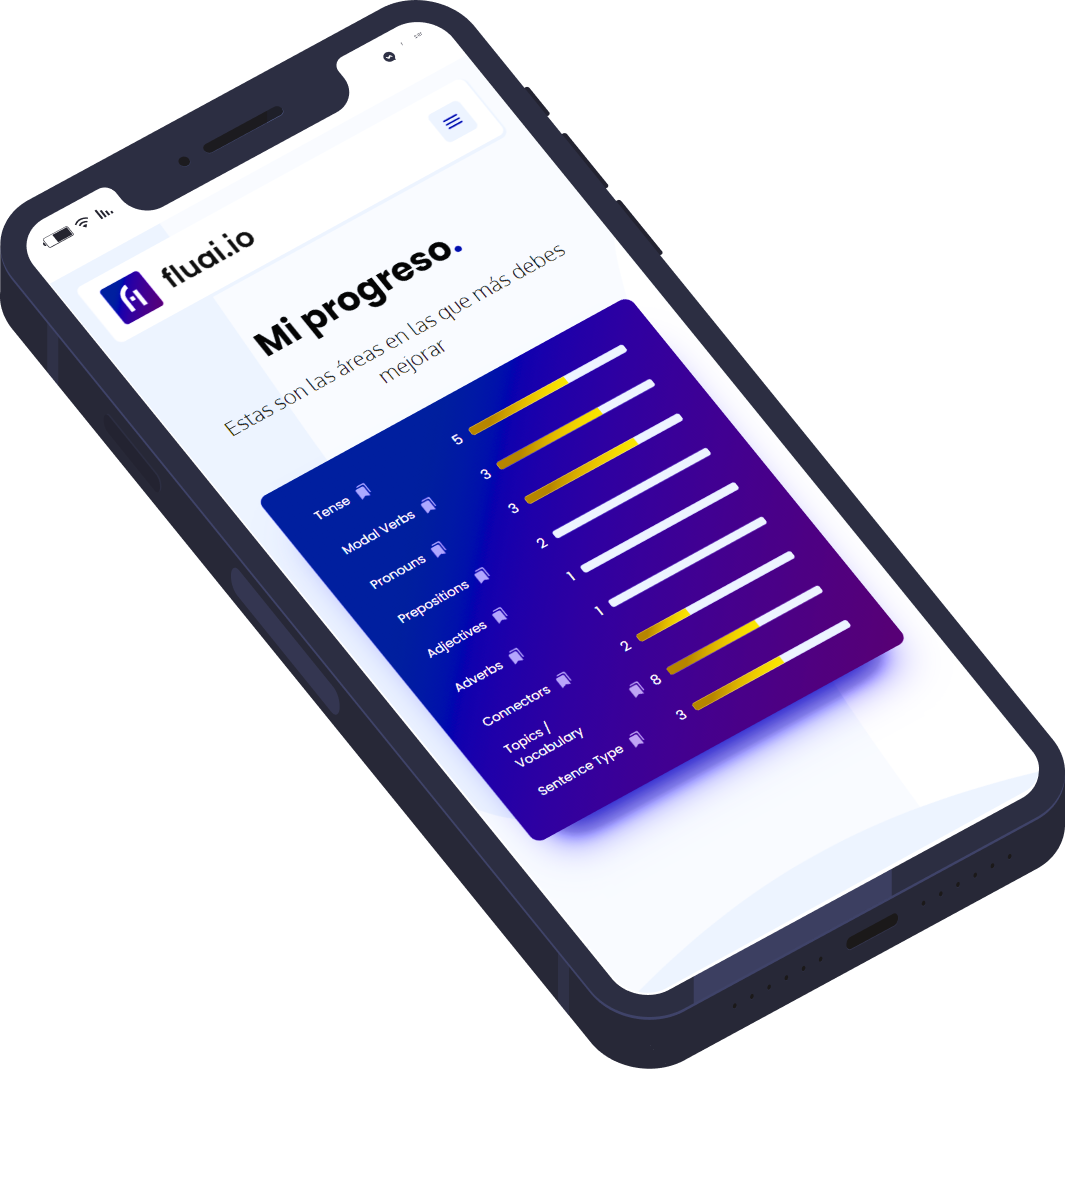 fluai.io
Mi progreso.
Estas son las áreas en las que más debes
mejorar
Tense 5
Modal Verbs 3
Pronouns 3
Prepositions 2
Adjectives 1
Adverbs 1
Connectors 2
Topics /
Vocabulary 8
Sentence Type 3